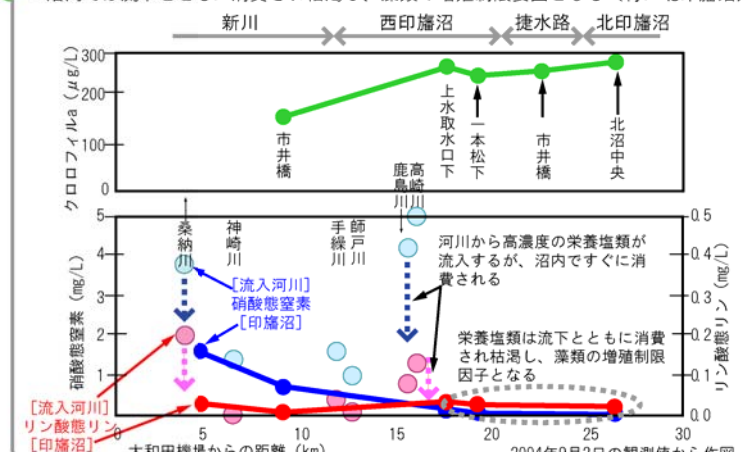 新川
西印旛沼
捷水路
北印旛沼
クロロフィルa (μg/L)
300
200
100
0
市井橋
上水取水口下
一本松下
市井橋
北沼中央
桑納川
神崎川
手繰川
師戸川
鹿島川
高崎川
硝酸態窒素 (mg/L)
5
4
3
2
1
リン酸態リン (mg/L)
0.5
0.4
0.3
0.2
0.1
0.0
河川から高濃度の栄養塩類が
流入するが、沼内ですぐに消
費される
栄養塩類は流下とともに消費
され枯渇し、藻類の増殖制限
因子となる
[流入河川]
硝酸態窒素
[印旛沼]
[流入河川]
リン酸態リン
[印旛沼]
0
5
10
15
20
25
30
大和田機場からの距離 (km)
2004年9月2日の観測値から作図